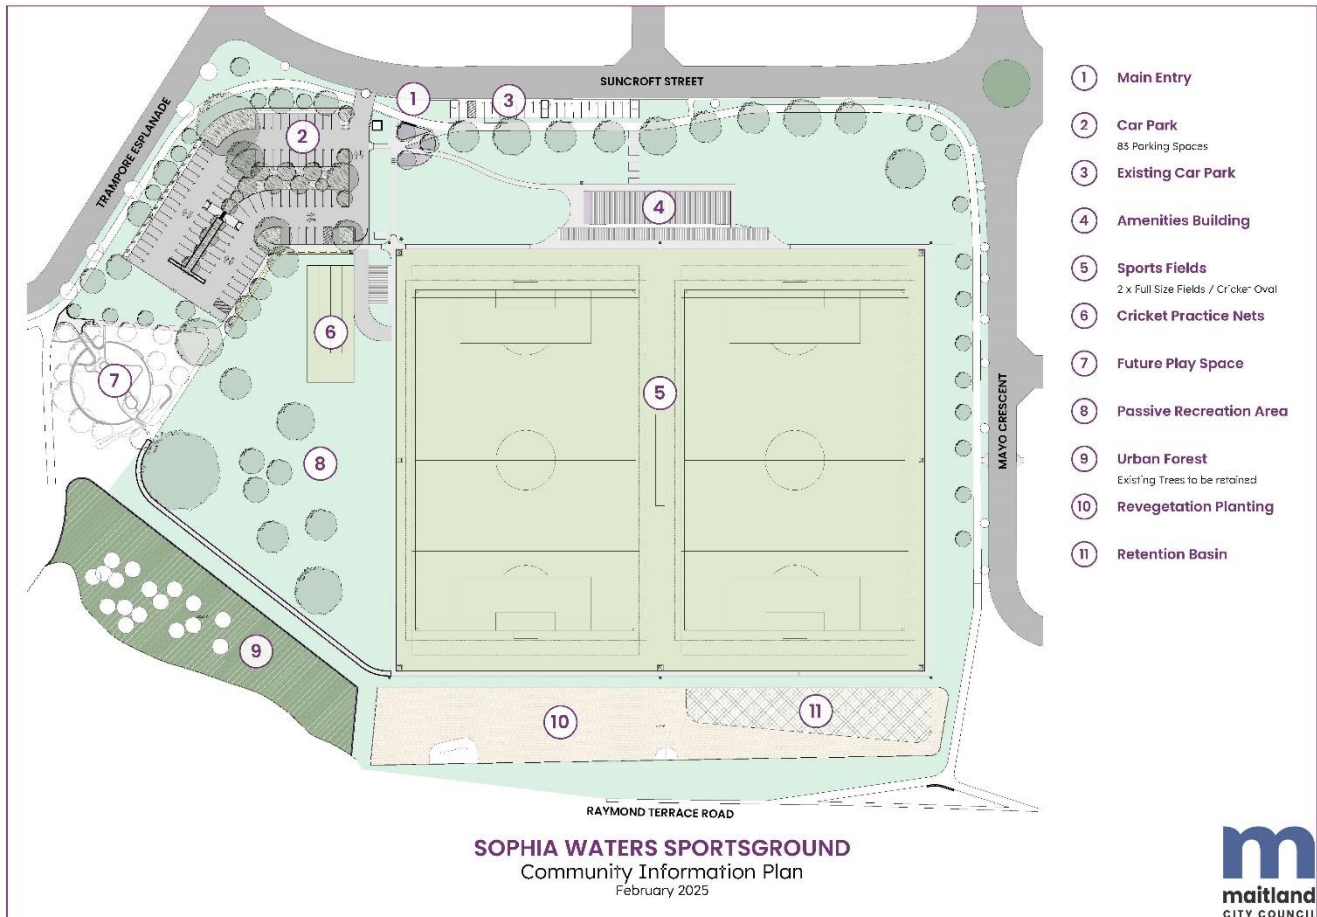 SUNCROFT STREET
TRAMPORE ESPLANADE
MAYO CRESCENT
RAYMOND TERRACE ROAD
1
2
3
4
5
6
7
8
9
10
11
1 Main Entry
2 Car Park
83 Parking Spaces
3 Existing Car Park
4 Amenities Building
5 Sports Fields
2 x Full Size Fields / Cricket Oval
6 Cricket Practice Nets
7 Future Play Space
8 Passive Recreation Area
9 Urban Forest
Existing Trees to be retained
10 Revegetation Planting
11 Retention Basin
SOPHIA WATERS SPORTSGROUND
Community Information Plan
February 2025
m
maitland
CITY COUNCIL